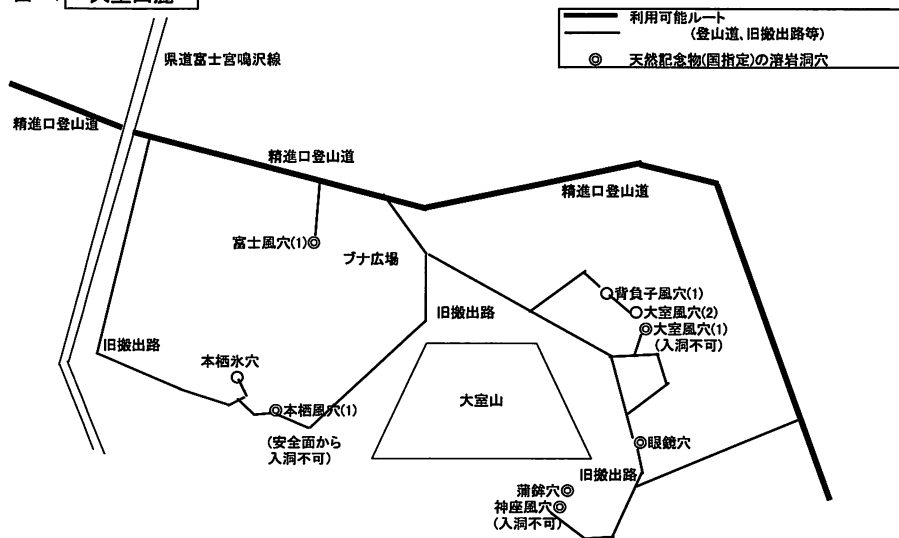 利用可能ルート
(登山道、旧搬出路等)
◎ 天然記念物(国指定)の溶岩洞穴
県道富士宮鳴沢線
精進口登山道
精進口登山道
精進口登山道
富士風穴(1)◎
ブナ広場
背負子風穴(1)
大室風穴(2)
◎大室風穴(1)
(入洞不可)
旧搬出路
旧搬出路
本栖氷穴
◎本栖風穴(1)
(安全面から
入洞不可)
大室山
◎眼鏡穴
旧搬出路
蒲鉾穴◎
神座風穴◎
(入洞不可)